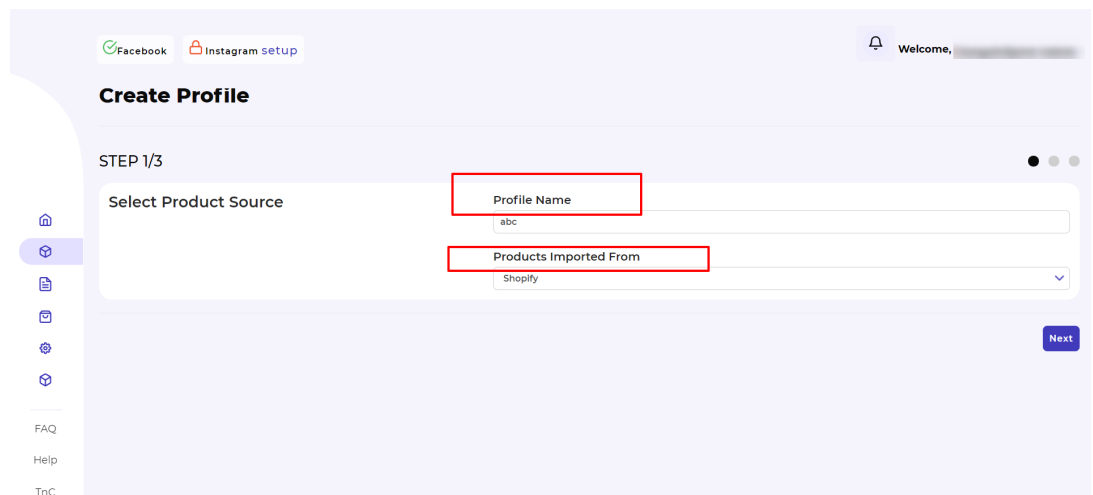 Facebook Instagram setup
Welcome,
Create Profile
STEP 1/3
Select Product Source
Profile Name
abc
Products Imported From
Shopify
Next
FAQ
Help
TnC